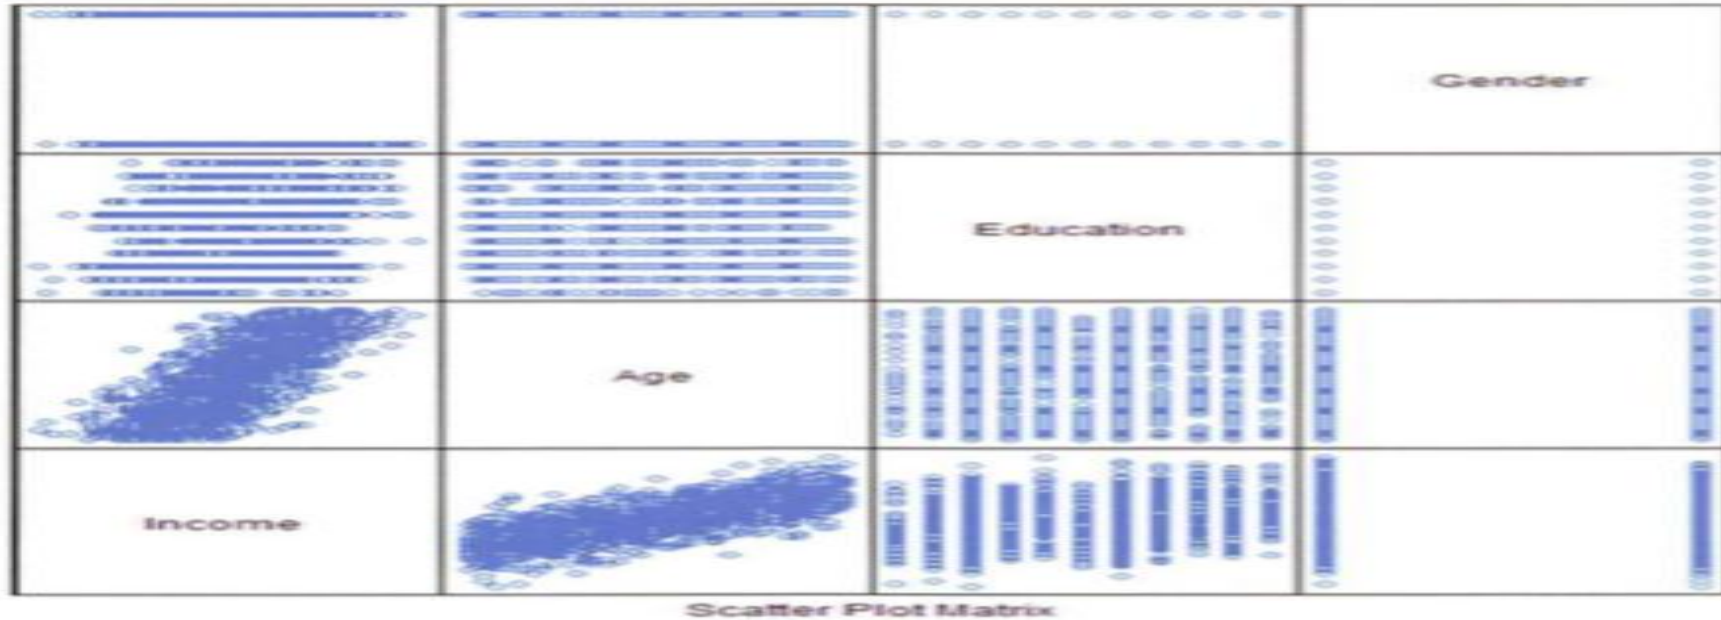 Gender
Education
Age
Income
Scatter Plot Matrix